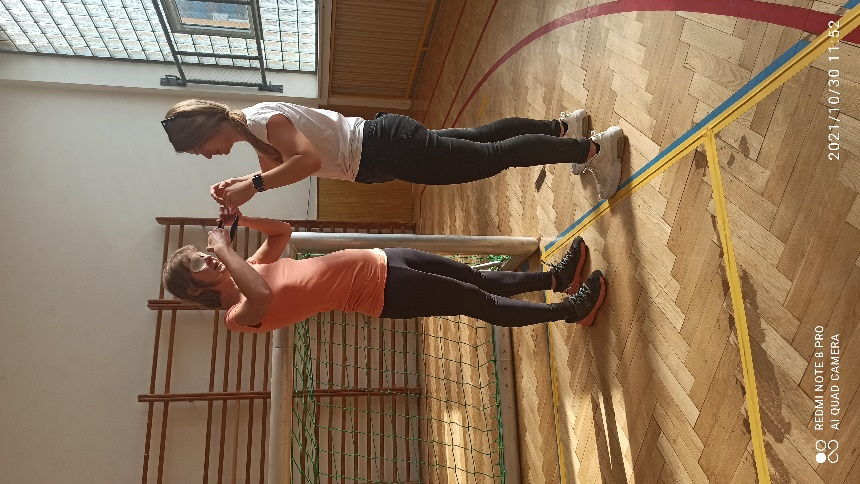 2021/10/30 11:52
REDMI NOTE 8 PRO
AI QUAD CAMERA